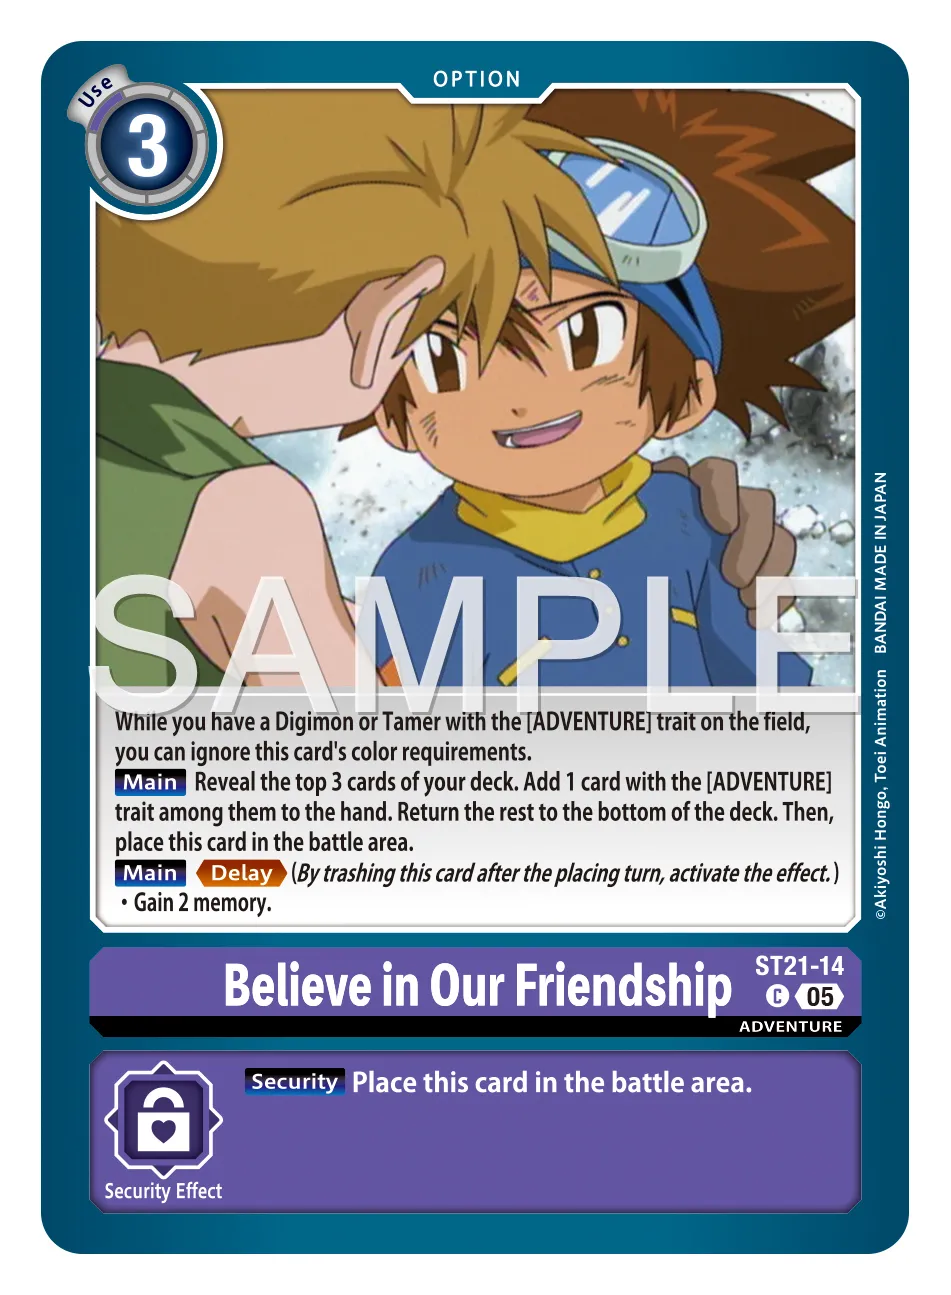 OPTION
Use
3
SAMPLE
While you have a Digimon or Tamer with the [ADVENTURE] trait on the field,
you can ignore this card's color requirements.
Main Reveal the top 3 cards of your deck. Add 1 card with the [ADVENTURE]
trait among them to the hand. Return the rest to the bottom of the deck. Then,
place this card in the battle area.
Main Delay (By trashing this card after the placing turn, activate the effect.)
・Gain 2 memory.
©Akiyoshi Hongo, Toei Animation BANDAI MADE IN JAPAN
Believe in Our Friendship
ST21-14
C 05
ADVENTURE
Security Place this card in the battle area.
Security Effect